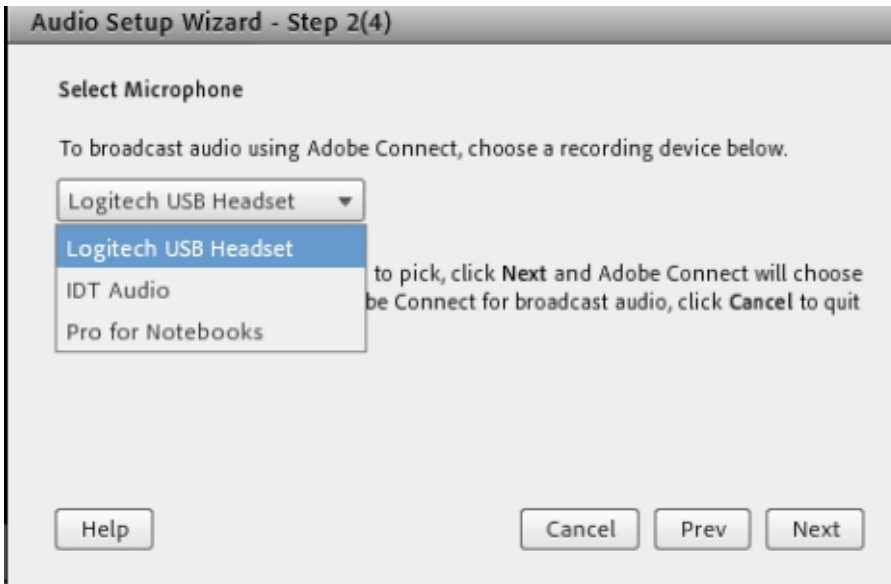 Audio Setup Wizard - Step 2(4)
Select Microphone
To broadcast audio using Adobe Connect, choose a recording device below.
Logitech USB Headset
Logitech USB Headset
IDT Audio
Pro for Notebooks
to pick, click Next and Adobe Connect will choose
be Connect for broadcast audio, click Cancel to quit
Help Cancel Prev Next